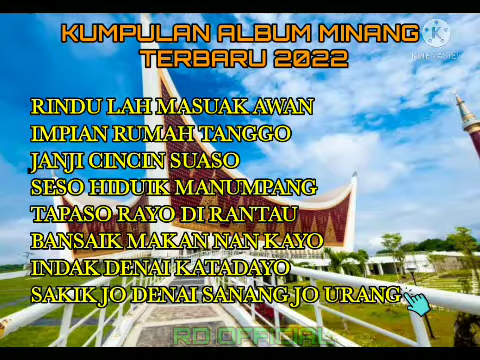 KUMPULAN ALBUM MINANG
TERBARU 2022
KINEMASTER
RINDU LAH MASUAK AWAN
IMPIAN RUMAH TANGGO
JANJI CINCIN SUASO
SESO HIDUIK MANUMPANG
TAPASO RAYO DI RANTAU
BANSAIK MAKAN NAN KAYO
INDAK DENAI KATADAYO
SAKIK JO DENAI SANANG JO URANG
RD OFFICIAL